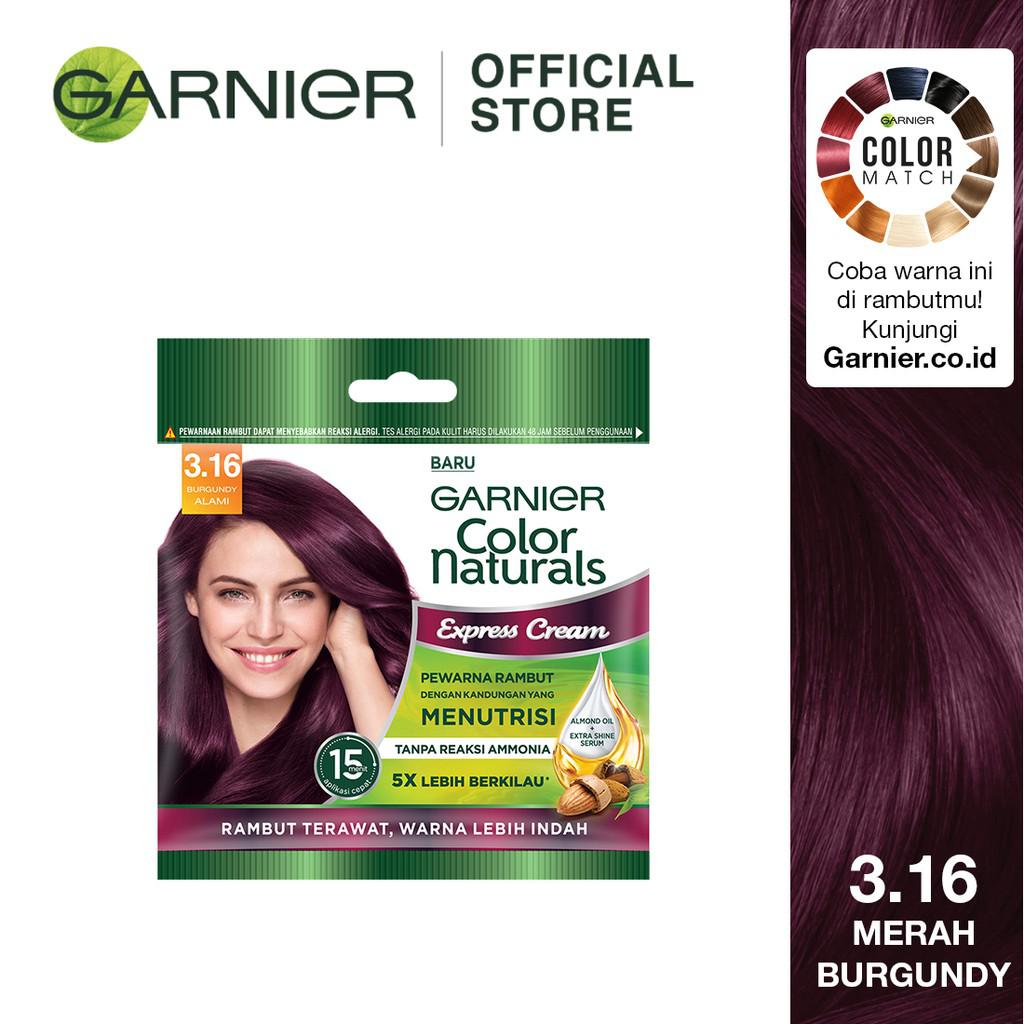 GARNIER
OFFICIAL
STORE
GARNIER
COLOR
MATCH
Coba warna ini
di rambutmu!
Kunjungi
Garnier.co.id
PEWARNAAN RAMBUT DAPAT MENYEBABKAN REAKSI ALERGI. TES ALERGI PADA KULIT HARUS DILAKUKAN 48 JAM SEBELUM PENGGUNAAN
3.16
BURGUNDY
ALAMI
BARU
GARNIER
Color
Naturals
Express Cream
PEWARNA RAMBUT
DENGAN KANDUNGAN YANG
MENUTRISI
ALMOND OIL
+
EXTRA SHINE
SERUM
TANPA REAKSI AMMONIA
5X LEBIH BERKILAU*
15 menit
aplikasi cepat
RAMBUT TERAWAT, WARNA LEBIH INDAH
3.16
MERAH
BURGUNDY